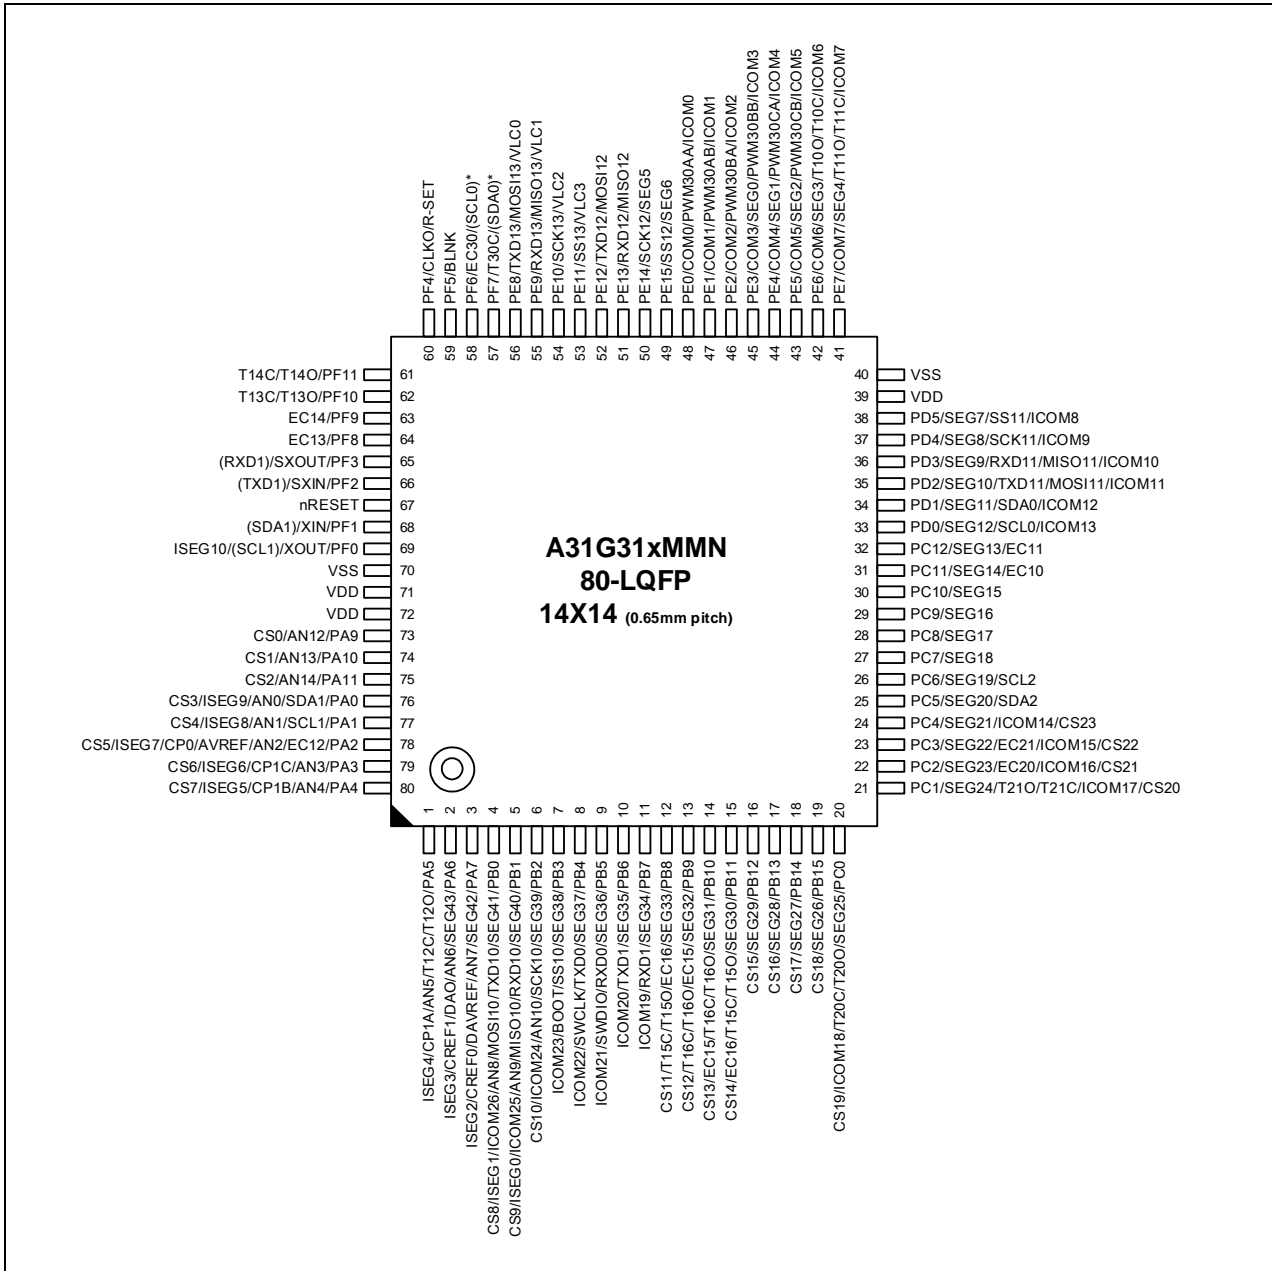 PF4/CLKO/R-SET
PF5/BLNK
PF6/EC30/(SCL0)*
PF7/T30C/(SDA0)*
PE8/TXD13/MOSI13/VLC0
PE9/RXD13/MISO13/VLC1
PE10/SCK13/VLC2
PE11/SS13/VLC3
PE12/TXD12/MOSI12
PE13/RXD12/MISO12
PE14/SCK12/SEG5
PE15/SS12/SEG6
PE0/COM0/PWM30AA/ICOM0
PE1/COM1/PWM30AB/ICOM1
PE2/COM2/PWM30BA/ICOM2
PE3/COM3/SEG0/PWM30BB/ICOM3
PE4/COM4/SEG1/PWM30CA/ICOM4
PE5/COM5/SEG2/PWM30CB/ICOM5
PE6/COM6/SEG3/T10O/T10C/ICOM6
PE7/COM7/SEG4/T11O/T11C/ICOM7
60 59 58 57 56 55 54 53 52 51 50 49 48 47 46 45 44 43 42 41
T14C/T14O/PF11 61
T13C/T13O/PF10 62
EC14/PF9 63
EC13/PF8 64
(RXD1)/SXOUT/PF3 65
(TXD1)/SXIN/PF2 66
nRESET 67
(SDA1)/XIN/PF1 68
ISEG10/(SCL1)/XOUT/PF0 69
VSS 70
VDD 71
VDD 72
CS0/AN12/PA9 73
CS1/AN13/PA10 74
CS2/AN14/PA11 75
CS3/ISEG9/AN0/SDA1/PA0 76
CS4/ISEG8/AN1/SCL1/PA1 77
CS5/ISEG7/CP0/AVREF/AN2/EC12/PA2 78
CS6/ISEG6/CP1C/AN3/PA3 79
CS7/ISEG5/CP1B/AN4/PA4 80
A31G31xMMN
80-LQFP
14X14 (0.65mm pitch)
40 VSS
39 VDD
38 PD5/SEG7/SS11/ICOM8
37 PD4/SEG8/SCK11/ICOM9
36 PD3/SEG9/RXD11/MISO11/ICOM10
35 PD2/SEG10/TXD11/MOSI11/ICOM11
34 PD1/SEG11/SDA0/ICOM12
33 PD0/SEG12/SCL0/ICOM13
32 PC12/SEG13/EC11
31 PC11/SEG14/EC10
30 PC10/SEG15
29 PC9/SEG16
28 PC8/SEG17
27 PC7/SEG18
26 PC6/SEG19/SCL2
25 PC5/SEG20/SDA2
24 PC4/SEG21/ICOM14/CS23
23 PC3/SEG22/EC21/ICOM15/CS22
22 PC2/SEG23/EC20/ICOM16/CS21
21 PC1/SEG24/T21O/T21C/ICOM17/CS20
1 2 3 4 5 6 7 8 9 10 11 12 13 14 15 16 17 18 19 20
ISEG4/CP1A/AN5/T12C/T12O/PA5
ISEG3/CREF1/DAO/AN6/SEG43/PA6
ISEG2/CREF0/DAVREF/AN7/SEG42/PA7
CS8/ISEG1/ICOM26/AN8/MOSI10/TXD10/SEG41/PB0
CS9/ISEG0/ICOM25/AN9/MISO10/RXD10/SEG40/PB1
CS10/ICOM24/AN10/SCK10/SEG39/PB2
ICOM23/BOOT/SS10/SEG38/PB3
ICOM22/SWCLK/TXD0/SEG37/PB4
ICOM21/SWDIO/RXD0/SEG36/PB5
ICOM20/TXD1/SEG35/PB6
ICOM19/RXD1/SEG34/PB7
CS11/T15C/T15O/EC16/SEG33/PB8
CS12/T16C/T16O/EC15/SEG32/PB9
CS13/EC15/T16C/T16O/SEG31/PB10
CS14/EC16/T15C/T15O/SEG30/PB11
CS15/SEG29/PB12
CS16/SEG28/PB13
CS17/SEG27/PB14
CS18/SEG26/PB15
CS19/ICOM18/T20C/T20O/SEG25/PC0